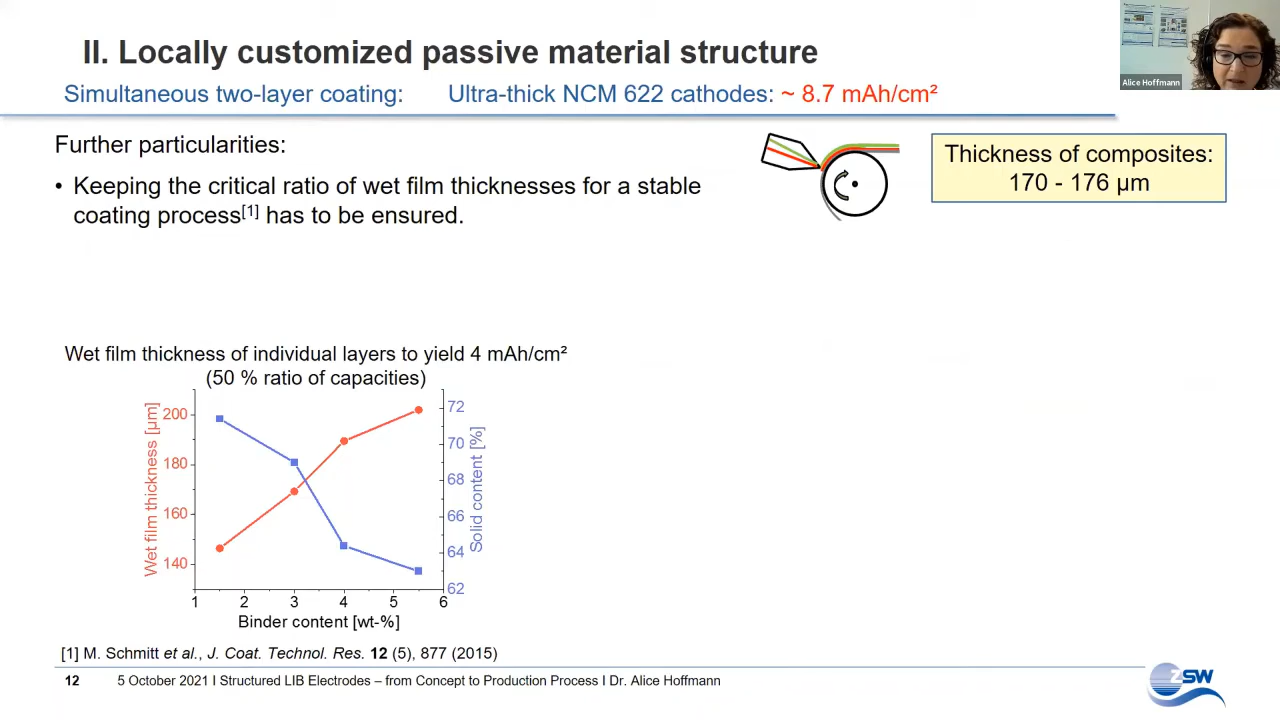 II. Locally customized passive material structure
Simultaneous two-layer coating: Ultra-thick NCM 622 cathodes: ~ 8.7 mAh/cm²
Alice Hoffmann
Further particularities:
• Keeping the critical ratio of wet film thicknesses for a stable
coating process[1] has to be ensured.
Thickness of composites:
170 - 176 µm
Wet film thickness of individual layers to yield 4 mAh/cm²
(50 % ratio of capacities)
Wet film thickness [µm]
200
180
160
140
72
70
68
66
64
62
Solid content [%]
1 2 3 4 5 6
Binder content [wt-%]
[1] M. Schmitt et al., J. Coat. Technol. Res. 12 (5), 877 (2015)
12 5 October 2021 I Structured LIB Electrodes – from Concept to Production Process I Dr. Alice Hoffmann
ZSW